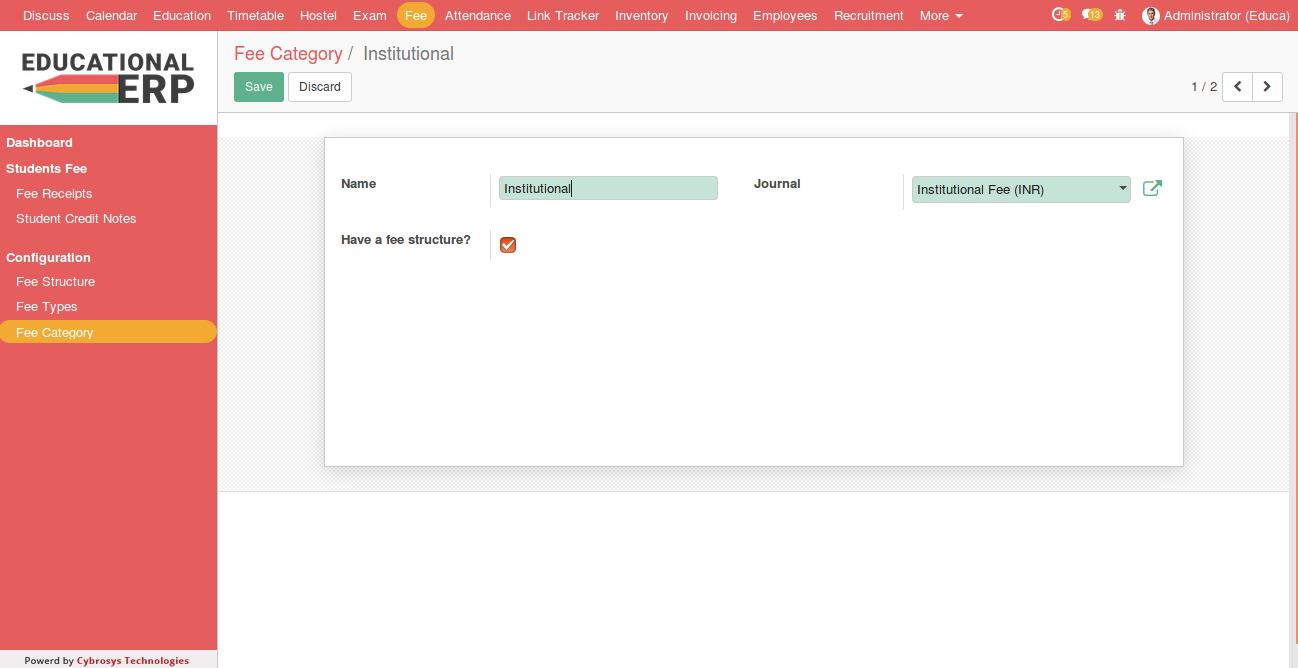 Discuss Calendar Education Timetable Hostel Exam Fee Attendance Link Tracker Inventory Invoicing Employees Recruitment More 5 13 Administrator (Educa)
EDUCATIONAL
ERP
Fee Category / Institutional
Save Discard
1 / 2
Dashboard
Students Fee
Fee Receipts
Student Credit Notes
Configuration
Fee Structure
Fee Types
Fee Category
Name Institutional Journal Institutional Fee (INR)
Have a fee structure?
Powerd by Cybrosys Technologies